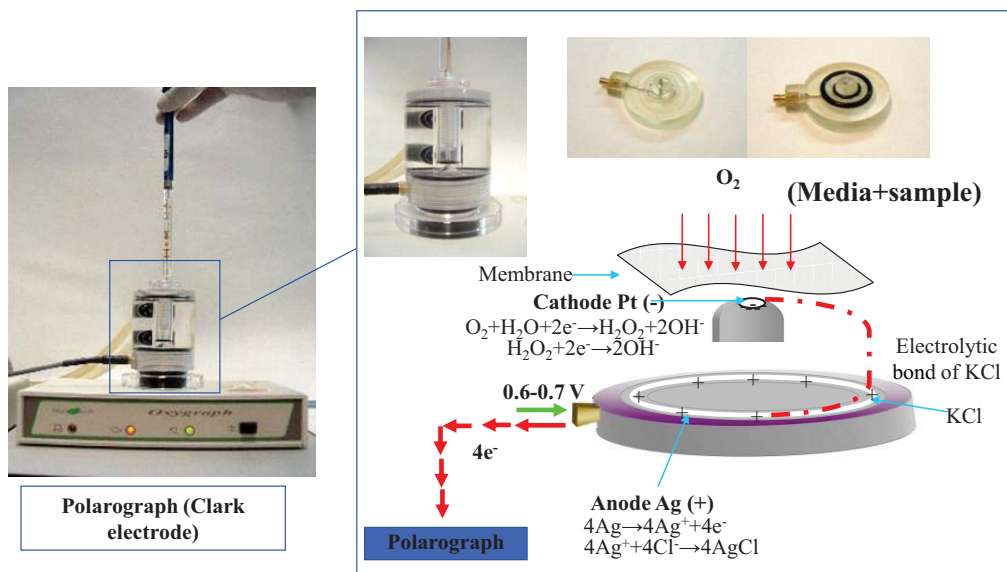 Oxygraph
Polarograph (Clark
electrode)
O₂
(Media+sample)
Membrane
Cathode Pt (-)
O₂+H₂O+2e⁻→H₂O₂+2OH⁻
H₂O₂+2e⁻→2OH⁻
Electrolytic
bond of KCl
KCl
0.6-0.7 V
4e⁻
Anode Ag (+)
4Ag→4Ag⁺+4e⁻
4Ag⁺+4Cl⁻→4AgCl
Polarograph